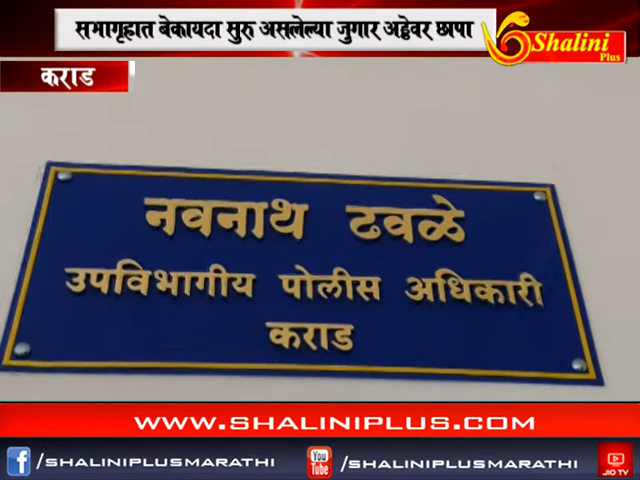 सभागृहात बेकायदा सुरु असलेल्या जुगार अड्डेवर छापा
Shalini
Plus
कराड
नवनाथ ढवळे
उपविभागीय पोलीस अधिकारी
कराड
WWW.SHALINIPLUS.COM
f /SHALINIPLUSMARATHI
You Tube /SHALINIPLUSMARATHI
JIO TV